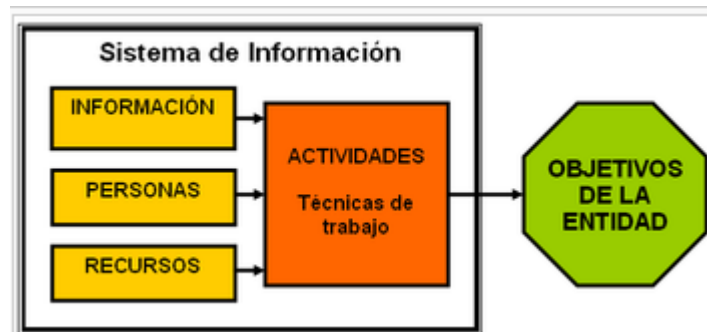 Sistema de Información
INFORMACIÓN
PERSONAS
RECURSOS
ACTIVIDADES
Técnicas de
trabajo
OBJETIVOS
DE LA
ENTIDAD